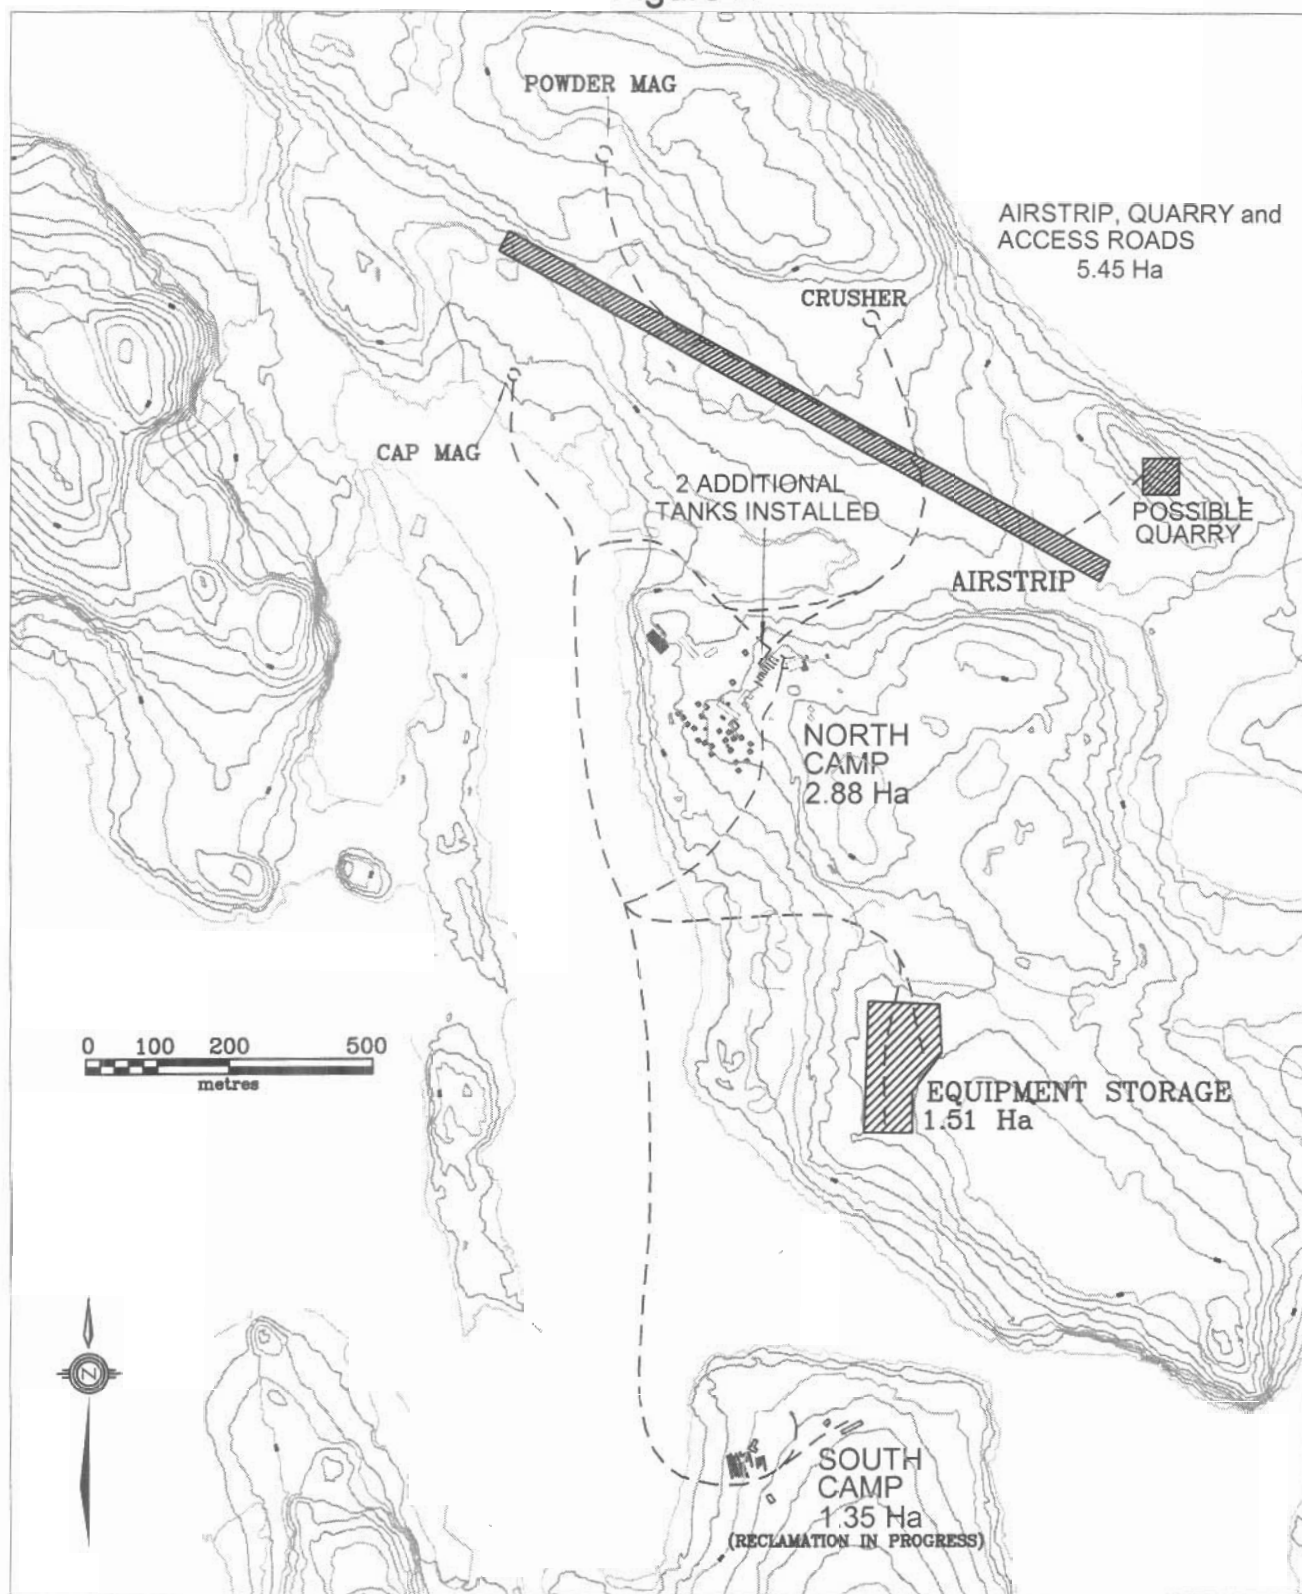 POWDER MAG
AIRSTRIP, QUARRY and
ACCESS ROADS
5.45 Ha
CRUSHER
CAP MAG
2 ADDITIONAL
TANKS INSTALLED
POSSIBLE
QUARRY
AIRSTRIP
NORTH
CAMP
2.88 Ha
0 100 200 500
metres
EQUIPMENT STORAGE
1.51 Ha
N
SOUTH
CAMP
1.35 Ha
(RECLAMATION IN PROGRESS)